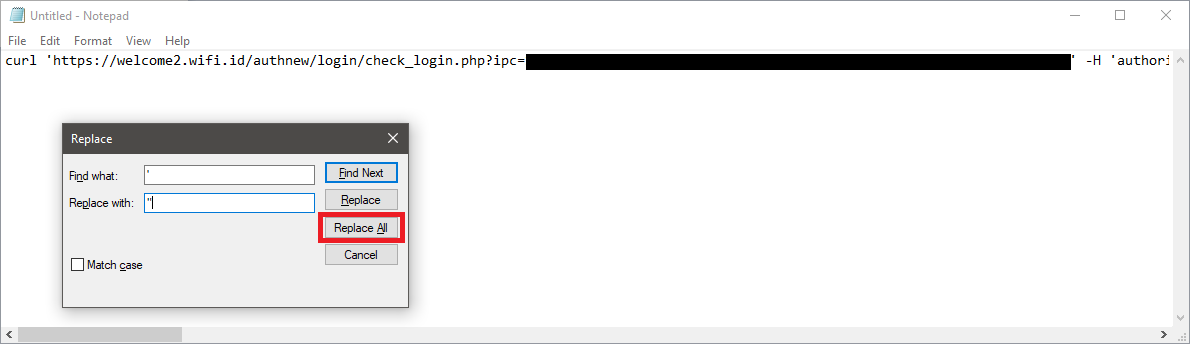 Untitled - Notepad
File Edit Format View Help
curl 'https://welcome2.wifi.id/authnew/login/check_login.php?ipc= ' -H 'authori
Replace
Find what: ' Find Next
Replace with: " Replace
Replace All
Cancel
Match case